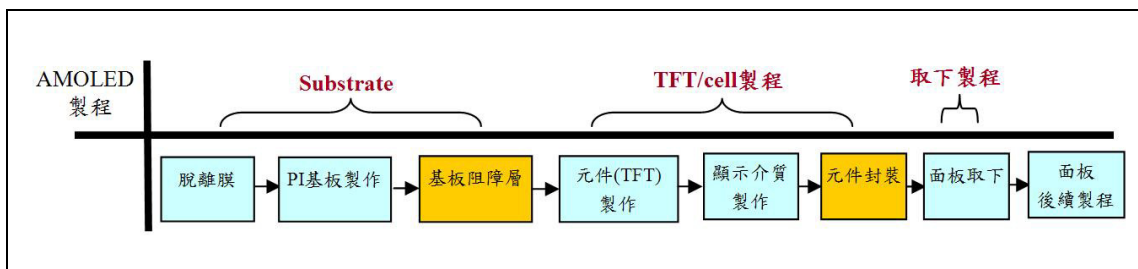 AMOLED
製程
Substrate
TFT/cell製程
取下製程
脫離膜
PI基板製作
基板阻障層
元件(TFT)
製作
顯示介質
製作
元件封裝
面板取下
面板
後續製程